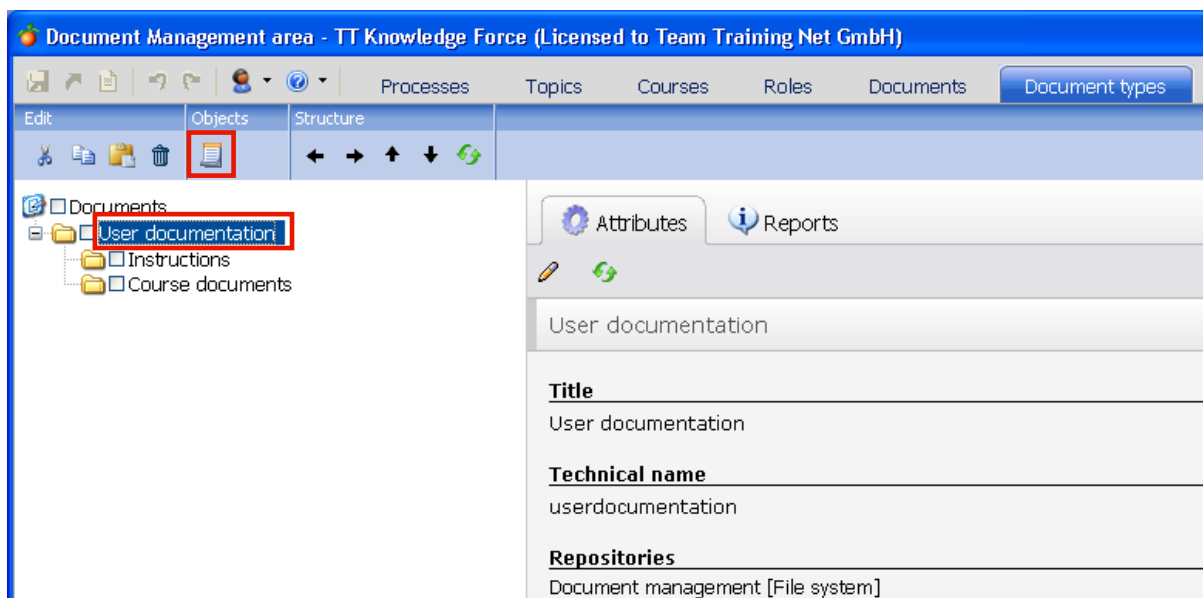 Document Management area - TT Knowledge Force (Licensed to Team Training Net GmbH)
Processes Topics Courses Roles Documents Document types
Edit Objects Structure
Documents
User documentation
Instructions
Course documents
Attributes Reports
User documentation
Title
User documentation
Technical name
userdocumentation
Repositories
Document management [File system]